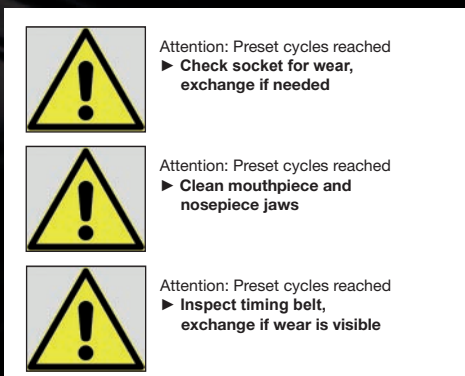 Attention: Preset cycles reached
► Check socket for wear,
exchange if needed
Attention: Preset cycles reached
► Clean mouthpiece and
nosepiece jaws
Attention: Preset cycles reached
► Inspect timing belt,
exchange if wear is visible